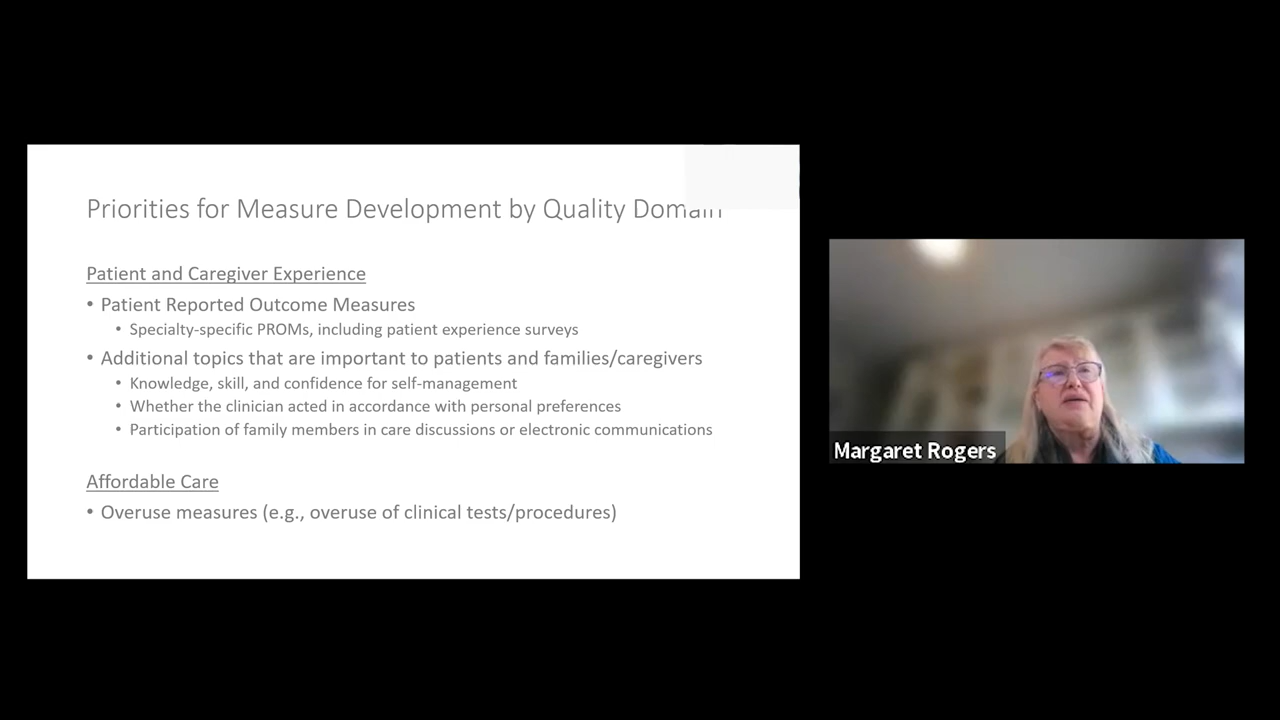 Priorities for Measure Development by Quality Domain
Patient and Caregiver Experience
• Patient Reported Outcome Measures
• Specialty-specific PROMs, including patient experience surveys
• Additional topics that are important to patients and families/caregivers
• Knowledge, skill, and confidence for self-management
• Whether the clinician acted in accordance with personal preferences
• Participation of family members in care discussions or electronic communications
Affordable Care
• Overuse measures (e.g., overuse of clinical tests/procedures)
Margaret Rogers